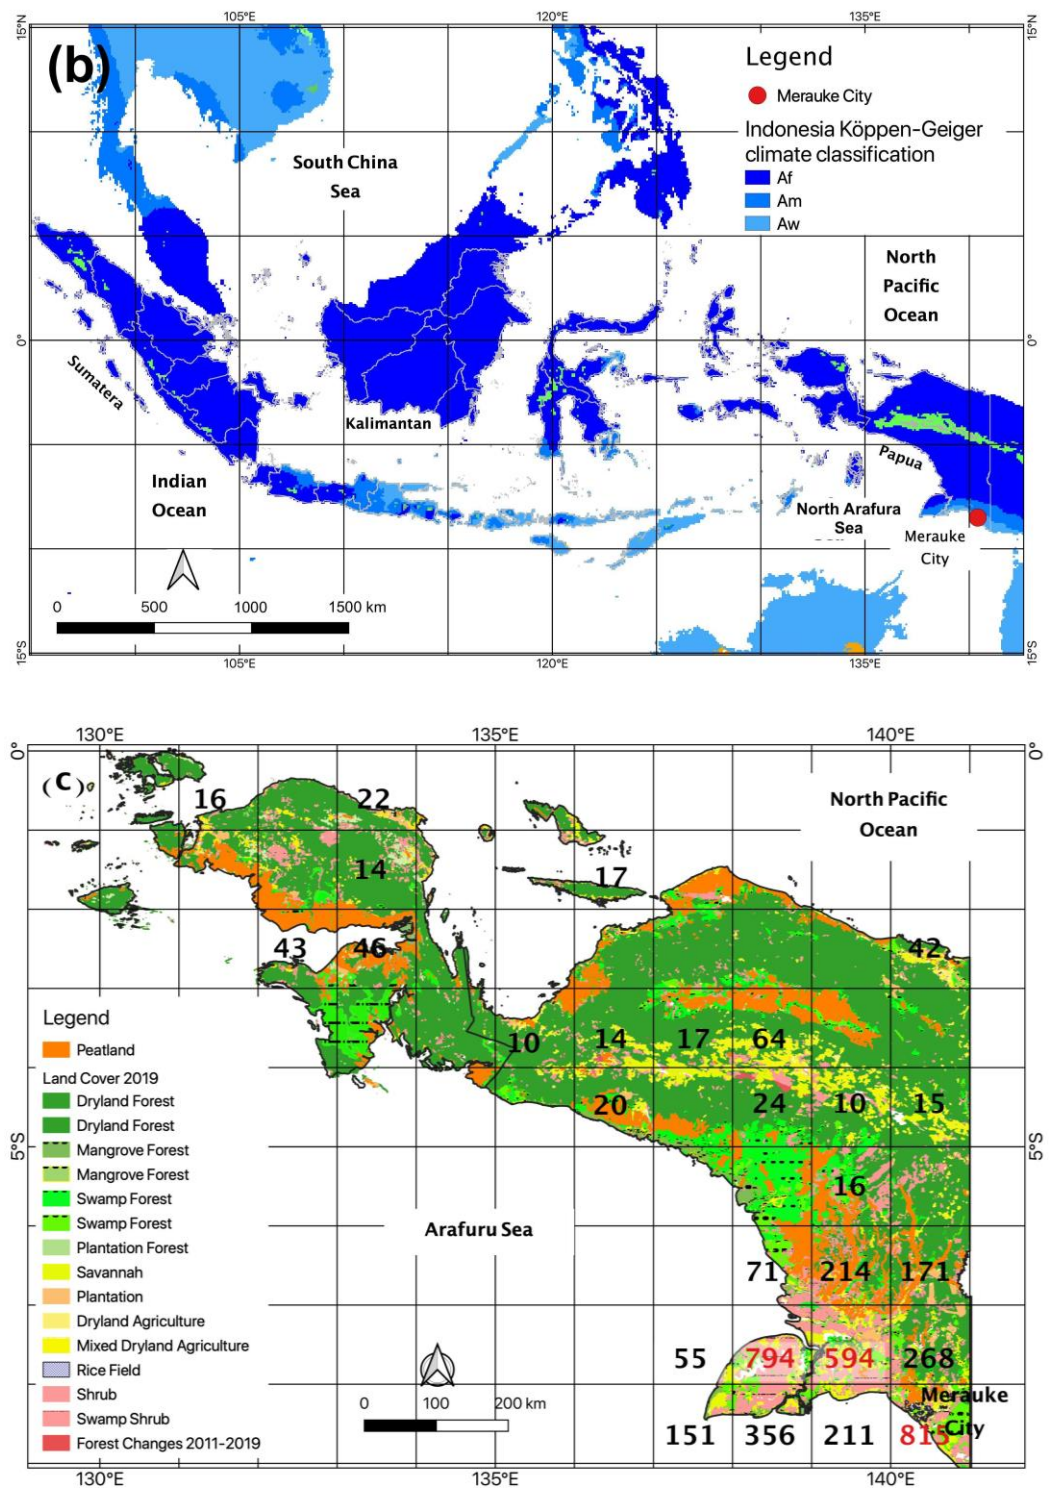 105°E 120°E 135°E
15°N 15°N
(b)
Legend
Merauke City
Indonesia Köppen-Geiger
climate classification
Af
Am
Aw
South China
Sea
North
Pacific
Ocean
0° 0°
Sumatera
Kalimantan
Papua
Indian
Ocean
North Arafura
Sea
Merauke
City
0 500 1000 1500 km
15°S 15°S
105°E 120°E 135°E
130°E 135°E 140°E
0° 0°
(c)
16 22
North Pacific
Ocean
14 17
43 46 42
10 14 17 64
20 24 10 15
5°S 5°S
16
Arafuru Sea
71 214 171
55 794 594 268
Merauke
City
151 356 211 815
Legend
Peatland
Land Cover 2019
Dryland Forest
Dryland Forest
Mangrove Forest
Mangrove Forest
Swamp Forest
Swamp Forest
Plantation Forest
Savannah
Plantation
Dryland Agriculture
Mixed Dryland Agriculture
Rice Field
Shrub
Swamp Shrub
Forest Changes 2011-2019
0 100 200 km
130°E 135°E 140°E